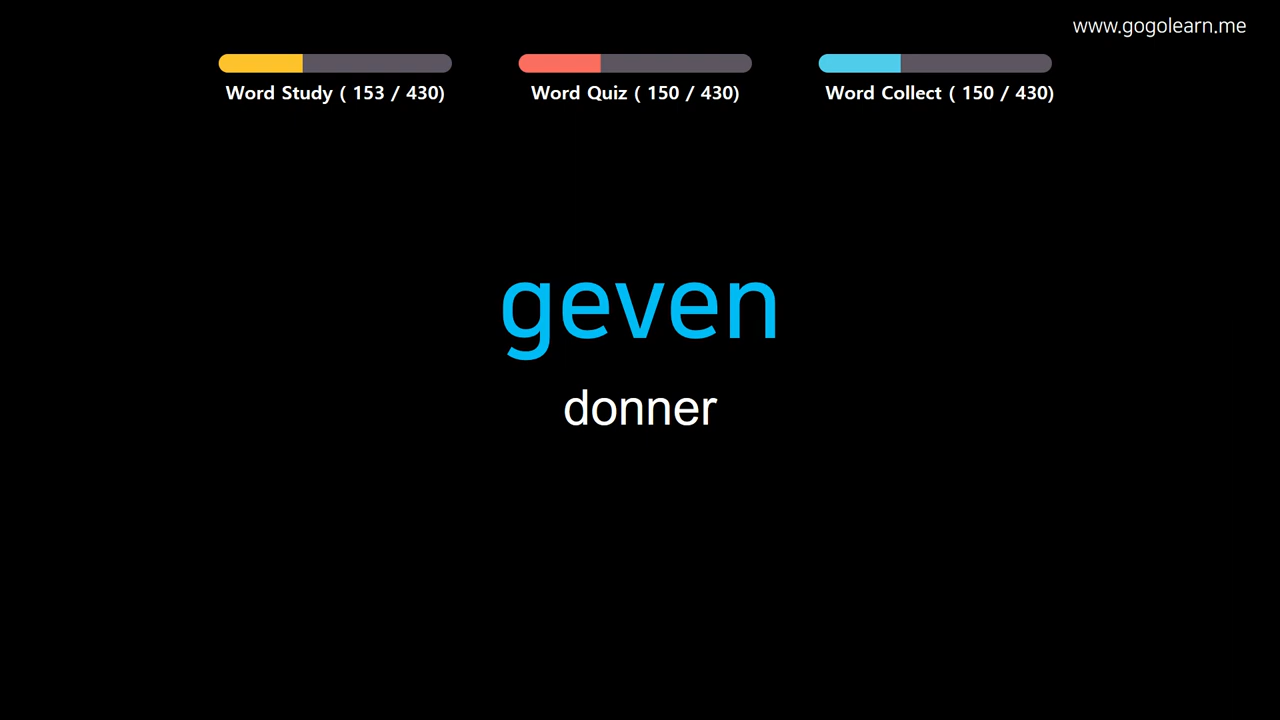 www.gogolearn.me
Word Study ( 153 / 430)
Word Quiz ( 150 / 430)
Word Collect ( 150 / 430)
geven
donner